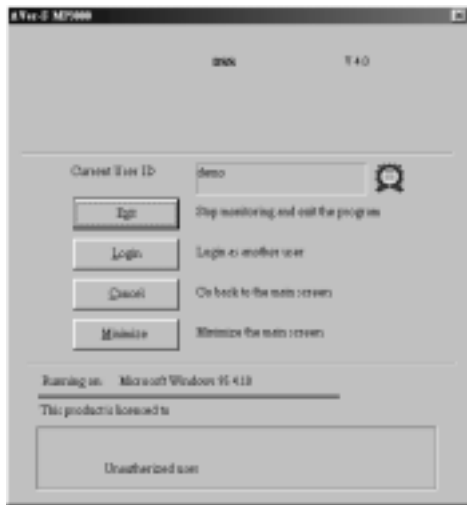 V 4.0
Current User ID
demo
Exit
Stop monitoring and exit the program
Login
Login as another user
Cancel
Go back to the main screen
Minimize
Minimize the main screen
Running on: Microsoft Windows 95 4.10
This product is licensed to
Unauthorized user